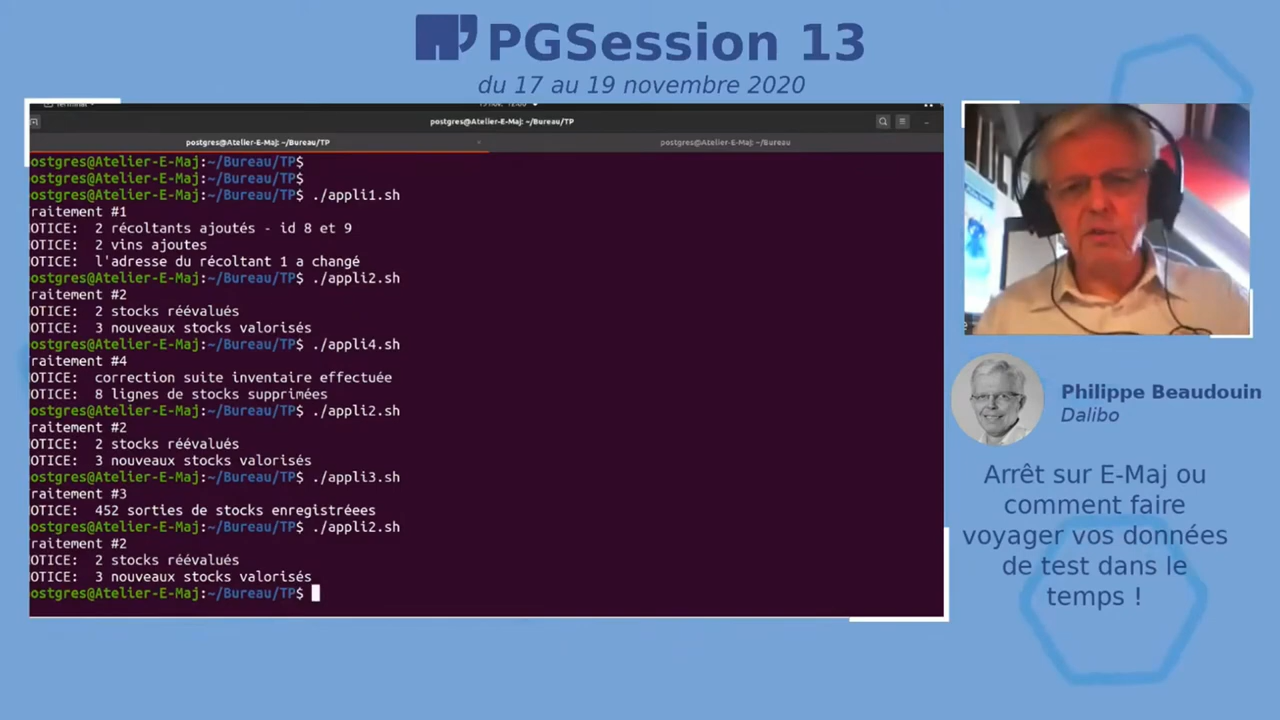 PGSession 13
du 17 au 19 novembre 2020
postgres@Atelier-E-Maj: ~/Bureau/TP
postgres@Atelier-E-Maj: ~/Bureau/TP
postgres@Atelier-E-Maj: ~/Bureau
ostgres@Atelier-E-Maj:~/Bureau/TP$
ostgres@Atelier-E-Maj:~/Bureau/TP$
ostgres@Atelier-E-Maj:~/Bureau/TP$ ./appli1.sh
raitement #1
OTICE:  2 récoltants ajoutés - id 8 et 9
OTICE:  2 vins ajoutes
OTICE:  l'adresse du récoltant 1 a changé
ostgres@Atelier-E-Maj:~/Bureau/TP$ ./appli2.sh
raitement #2
OTICE:  2 stocks réévalués
OTICE:  3 nouveaux stocks valorisés
ostgres@Atelier-E-Maj:~/Bureau/TP$ ./appli4.sh
raitement #4
OTICE:  correction suite inventaire effectuée
OTICE:  8 lignes de stocks supprimées
ostgres@Atelier-E-Maj:~/Bureau/TP$ ./appli2.sh
raitement #2
OTICE:  2 stocks réévalués
OTICE:  3 nouveaux stocks valorisés
ostgres@Atelier-E-Maj:~/Bureau/TP$ ./appli3.sh
raitement #3
OTICE:  452 sorties de stocks enregistréees
ostgres@Atelier-E-Maj:~/Bureau/TP$ ./appli2.sh
raitement #2
OTICE:  2 stocks réévalués
OTICE:  3 nouveaux stocks valorisés
ostgres@Atelier-E-Maj:~/Bureau/TP$
Philippe Beaudouin
Dalibo
Arrêt sur E-Maj ou
comment faire
voyager vos données
de test dans le
temps !